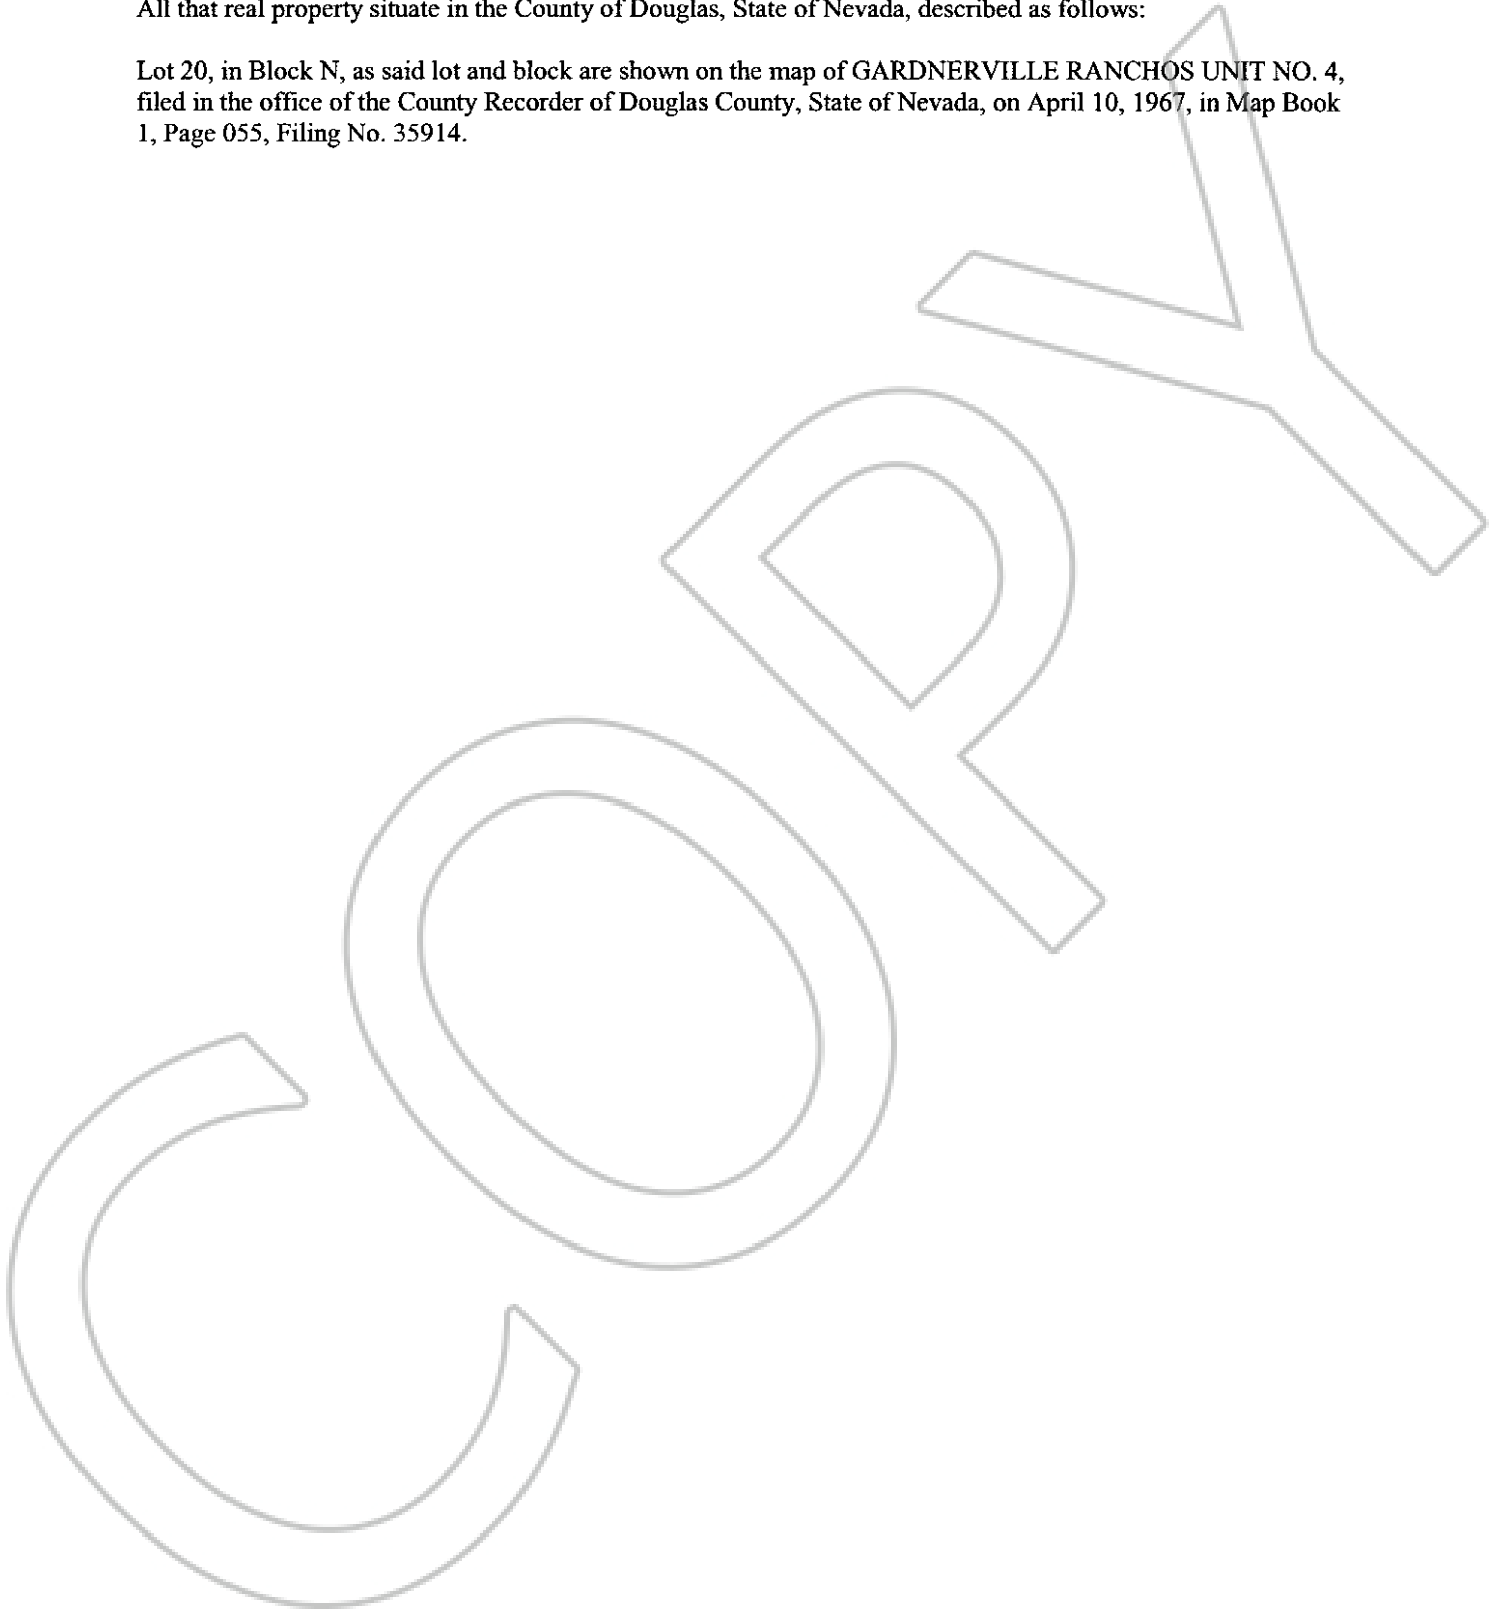 All that real property situate in the County of Douglas, State of Nevada, described as follows:
Lot 20, in Block N, as said lot and block are shown on the map of GARDNERVILLE RANCHOS UNIT NO. 4,
filed in the office of the County Recorder of Douglas County, State of Nevada, on April 10, 1967, in Map Book
1, Page 055, Filing No. 35914.
COPY